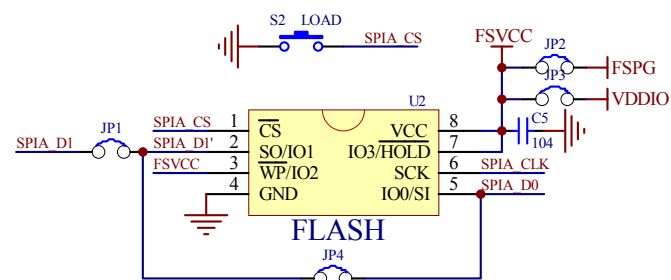 S2 LOAD
SPIA_CS
FSVCC
JP2
FSPG
JP3
VDDIO
U2
C5
104
SPIA_CS 1 CS VCC 8
SPIA_D1 JP1 SPIA_D1' 2 SO/IO1 IO3/HOLD 7
FSVCC 3 WP/IO2 SCK 6 SPIA_CLK
4 GND IO0/SI 5 SPIA_D0
FLASH
JP4